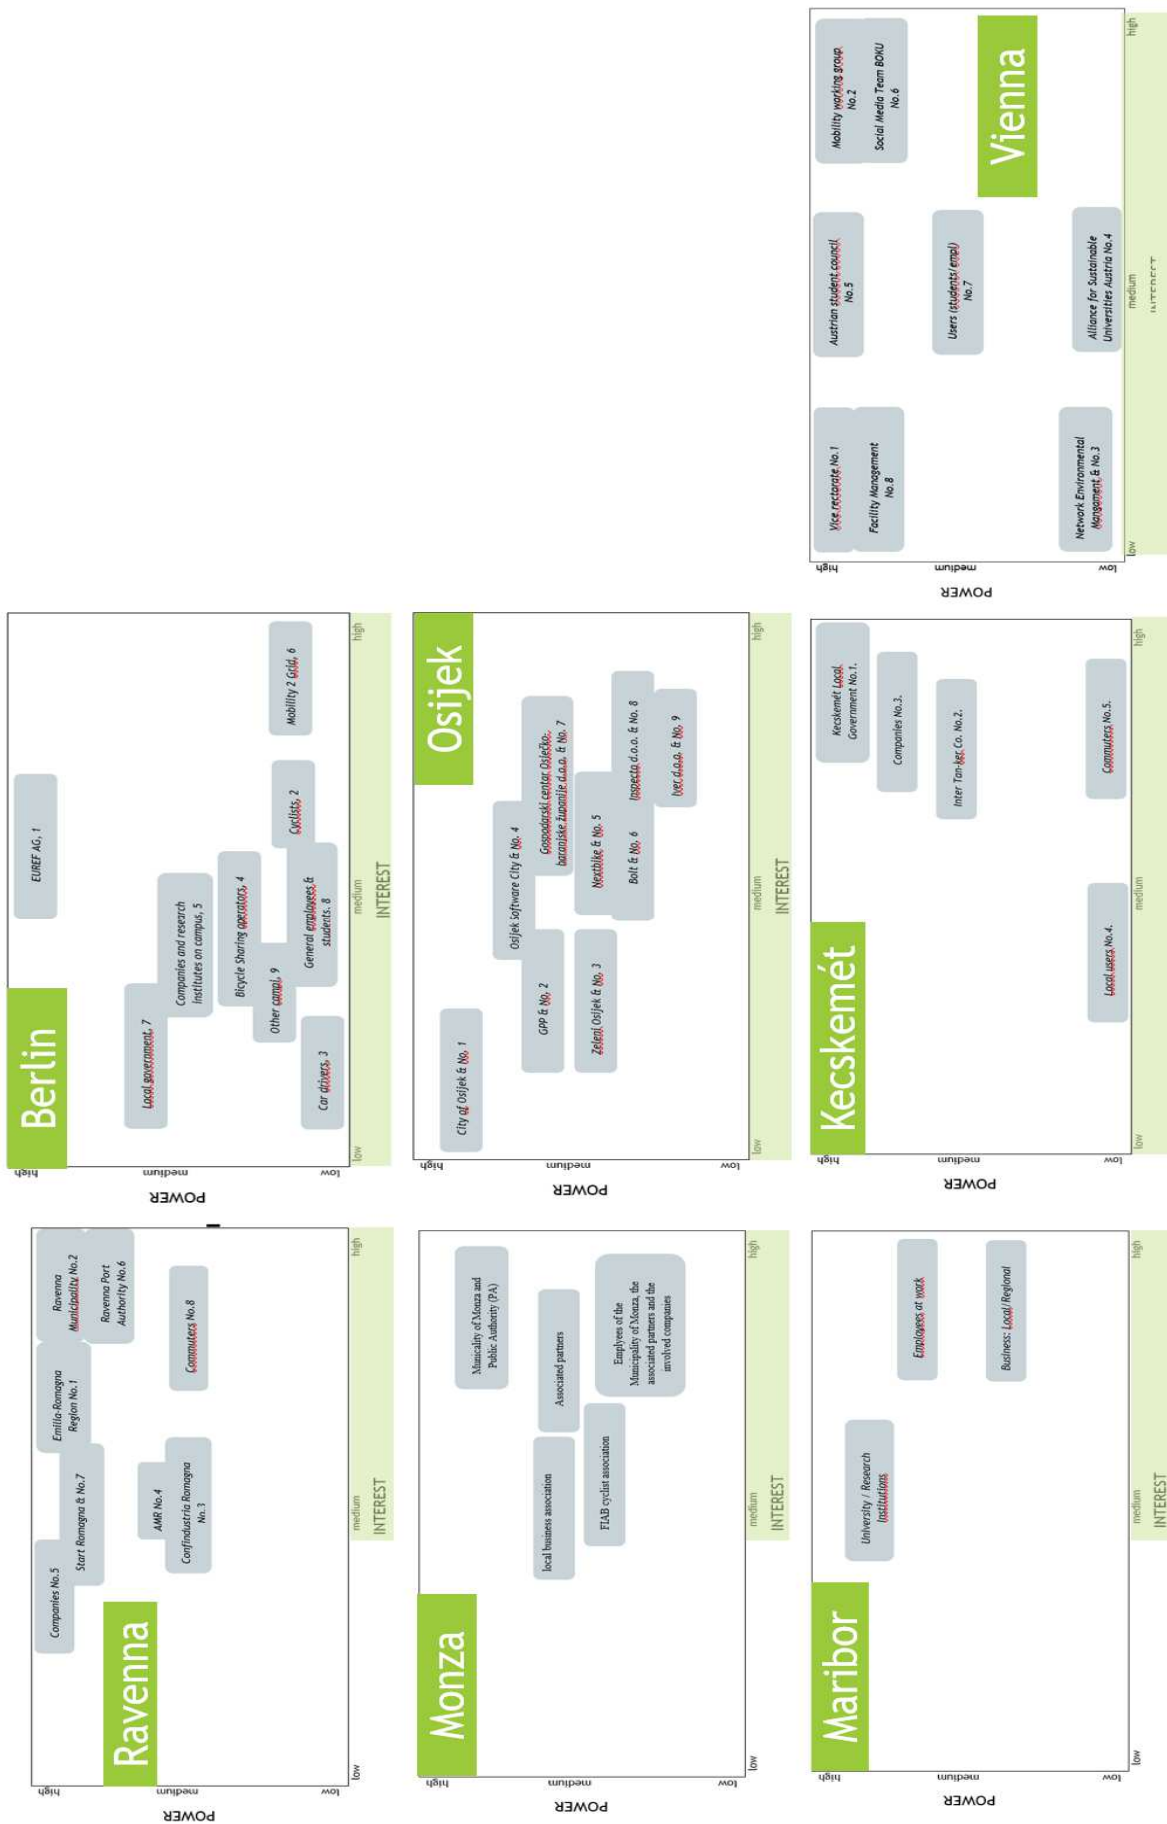 Ravenna
POWER
high
medium
low
Companies No.5
Start Romagna & No.7
Emilia-Romagna
Region No.1
Ravenna
Municipality No.2
Ravenna Port
Authority No.6
AMR No.4
Confindustria Romagna
No.3
Commuters No.8
low
medium
high
INTEREST
Berlin
POWER
high
medium
low
EUREF AG, 1
Local government, 7
Companies and research
institutes on campus, 5
Bicycle Sharing operators, 4
Other campi, 9
Cyclists, 2
Mobility 2 Grid, 6
General employees &
students. 8
Car drivers, 3
low
medium
high
INTEREST
Monza
POWER
high
medium
low
Municality of Monza and
Public Authority (PA)
local business association
Associated partners
FIAB cyclist association
Emplyees of the
Municipality of Monza, the
associated partners and the
involved companies
low
medium
high
INTEREST
Osijek
POWER
high
medium
low
City of Osijek & No. 1
Osijek Software City & No. 4
GPP & No. 2
Gospodarski centar Osječko-
baranjske županije d.o.o. & No. 7
Zeleni Osijek & No. 3
Nextbike & No. 5
Bolt & No. 6
Inspecto d.o.o. & No. 8
Iver d.o.o. & No. 9
low
medium
high
INTEREST
Maribor
POWER
high
medium
low
University / Research
Institutions
Employees at work
Business: Local/Regional
low
medium
high
INTEREST
Kecskemét
POWER
high
medium
low
Kecskemét Local
Government No.1.
Companies No.3.
Inter Tan-ker Co. No.2.
Local users No.4.
Commuters No.5.
low
medium
high
INTEREST
Vienna
POWER
high
medium
low
Vice rectorate No.1
Facility Management
No.8
Austrian student council
No.5
Mobility working group
No.2
Social Media Team BOKU
No.6
Users (students/empl)
No.7
Network Environmental
Mangament & No.3
Alliance for Sustainable
Universities Austria No.4
low
medium
high